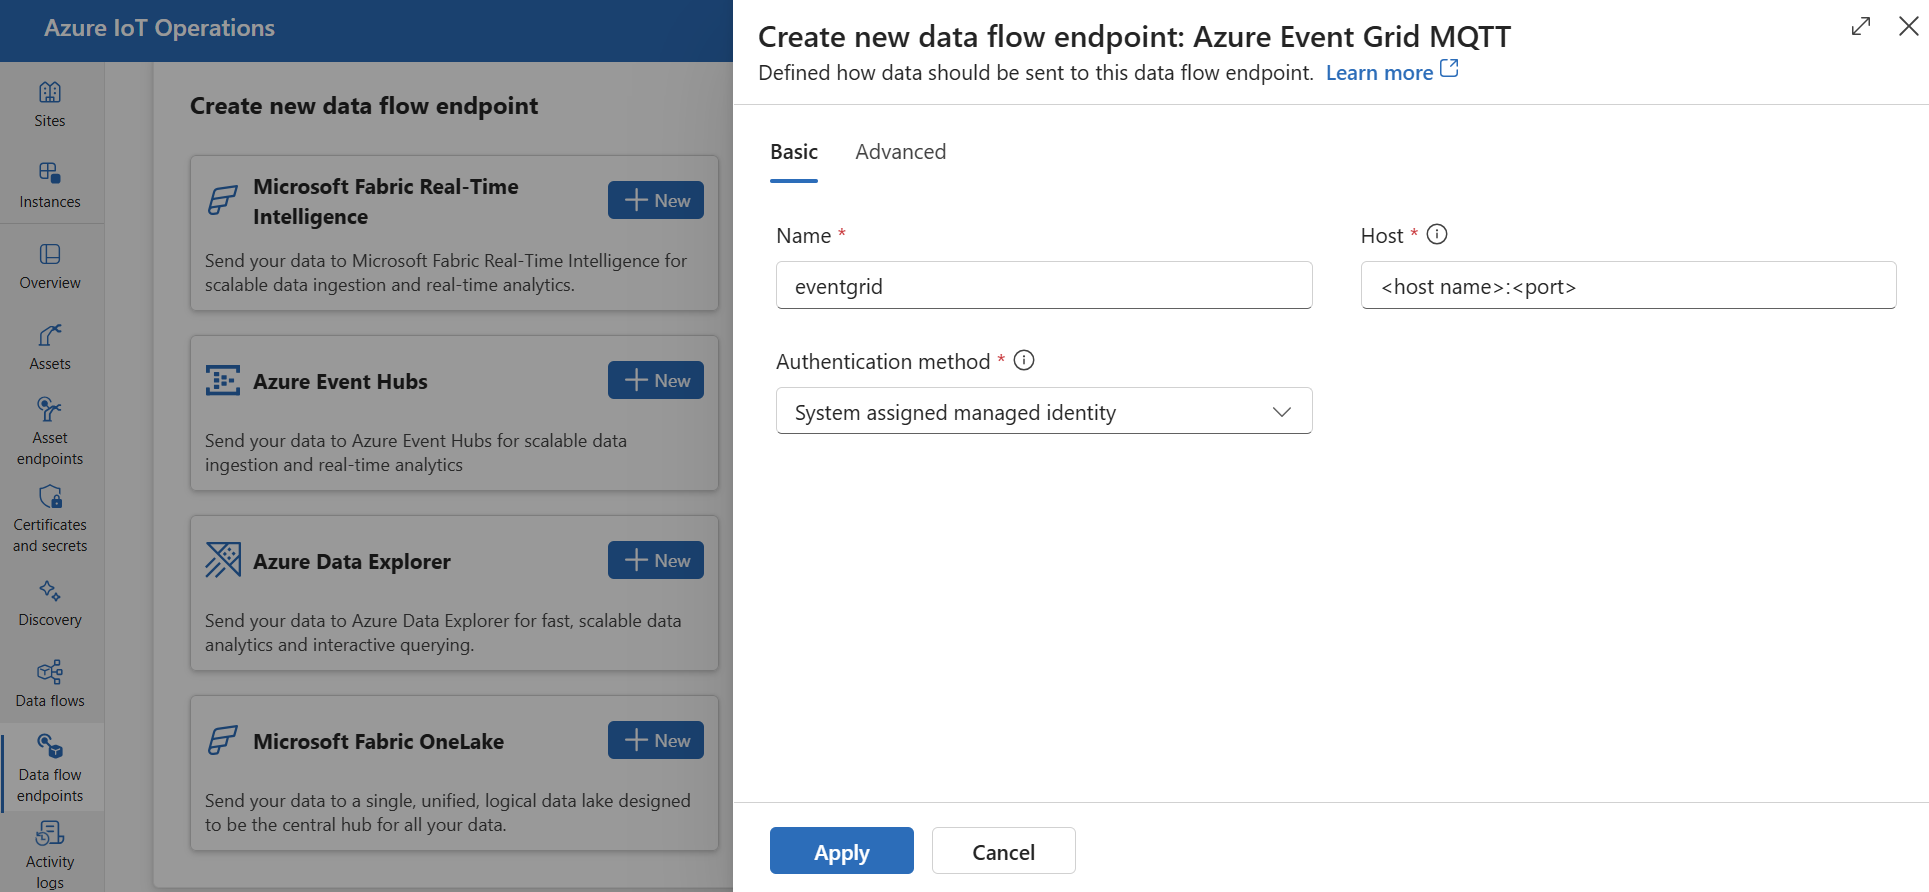 Azure IoT Operations
Sites
Instances
Overview
Assets
Asset
endpoints
Certificates
and secrets
Discovery
Data flows
Data flow
endpoints
Activity
logs
Create new data flow endpoint
Microsoft Fabric Real-Time
Intelligence
New
Send your data to Microsoft Fabric Real-Time Intelligence for
scalable data ingestion and real-time analytics.
Azure Event Hubs
New
Send your data to Azure Event Hubs for scalable data
ingestion and real-time analytics
Azure Data Explorer
New
Send your data to Azure Data Explorer for fast, scalable data
analytics and interactive querying.
Microsoft Fabric OneLake
New
Send your data to a single, unified, logical data lake designed
to be the central hub for all your data.
Create new data flow endpoint: Azure Event Grid MQTT
Defined how data should be sent to this data flow endpoint. Learn more
Basic
Advanced
Name *
eventgrid
Host *
<host name>:<port>
Authentication method *
System assigned managed identity
Apply
Cancel